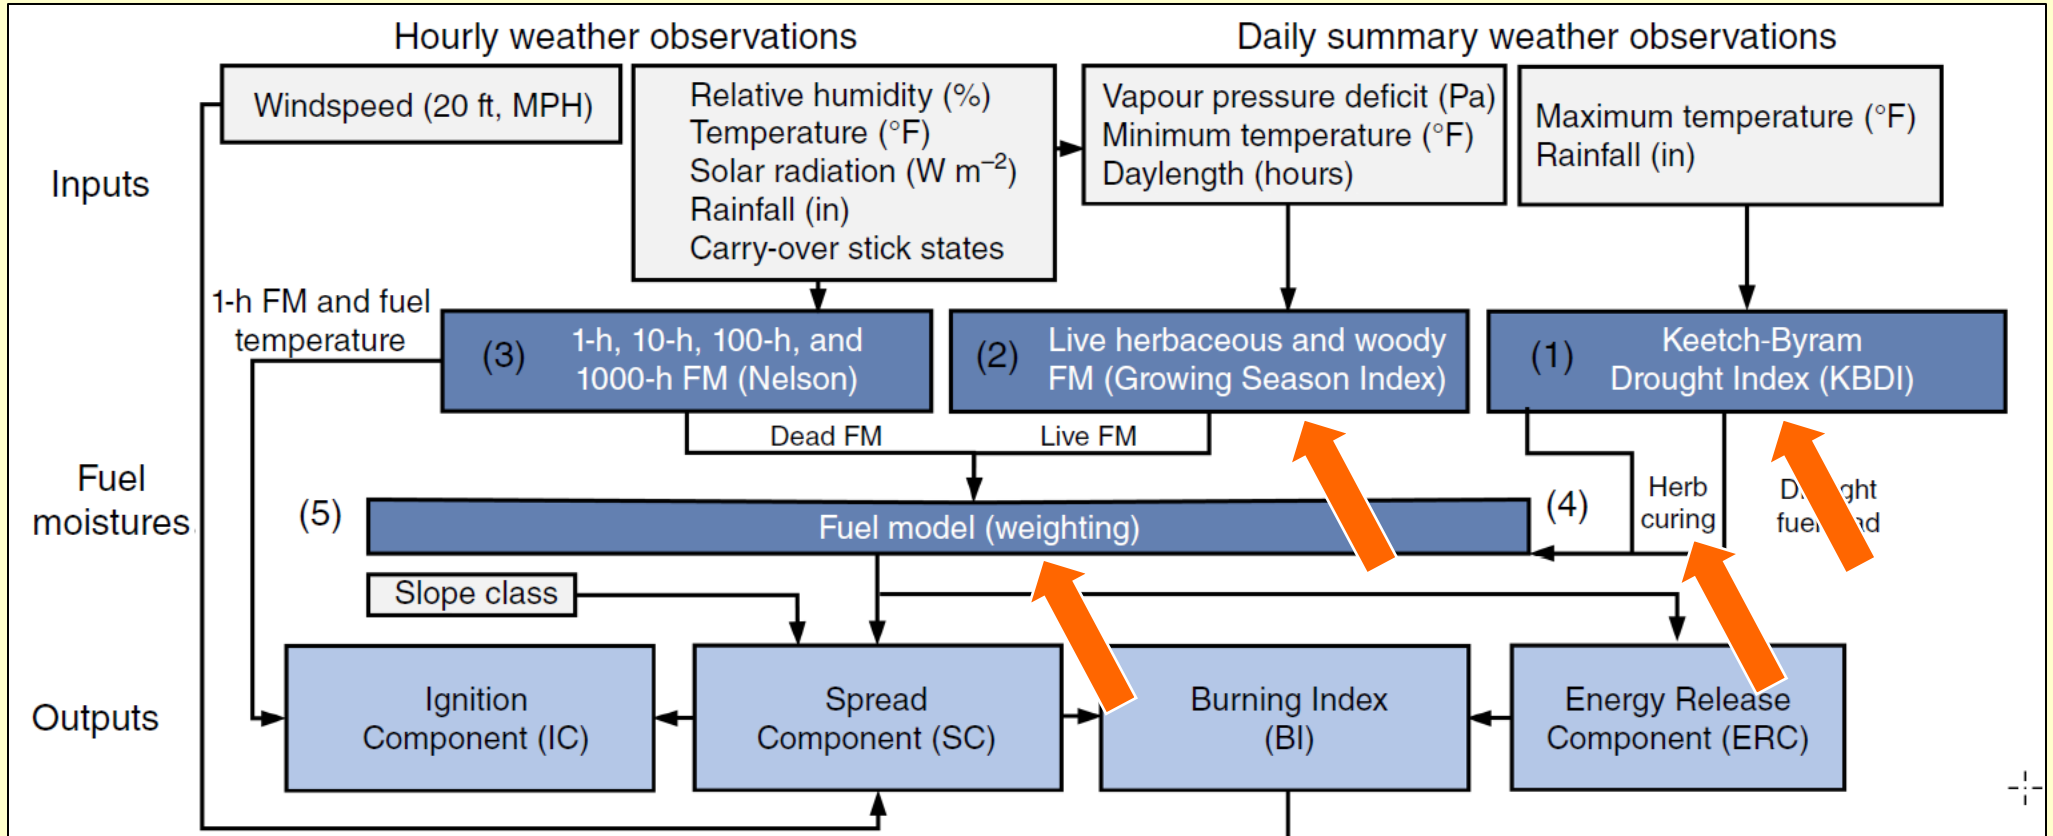 Hourly weather observations
Daily summary weather observations
Windspeed (20 ft, MPH)
Relative humidity (%)
Temperature (°F)
Solar radiation (W m⁻²)
Rainfall (in)
Carry-over stick states
Vapour pressure deficit (Pa)
Minimum temperature (°F)
Daylength (hours)
Maximum temperature (°F)
Rainfall (in)
Inputs
1-h FM and fuel
temperature
(3)
1-h, 10-h, 100-h, and
1000-h FM (Nelson)
(2)
Live herbaceous and woody
FM (Growing Season Index)
(1)
Keetch-Byram
Drought Index (KBDI)
Dead FM
Live FM
Fuel
moistures
(5)
Fuel model (weighting)
(4)
Herb
curing
Slope class
Outputs
Ignition
Component (IC)
Spread
Component (SC)
Burning Index
(BI)
Energy Release
Component (ERC)